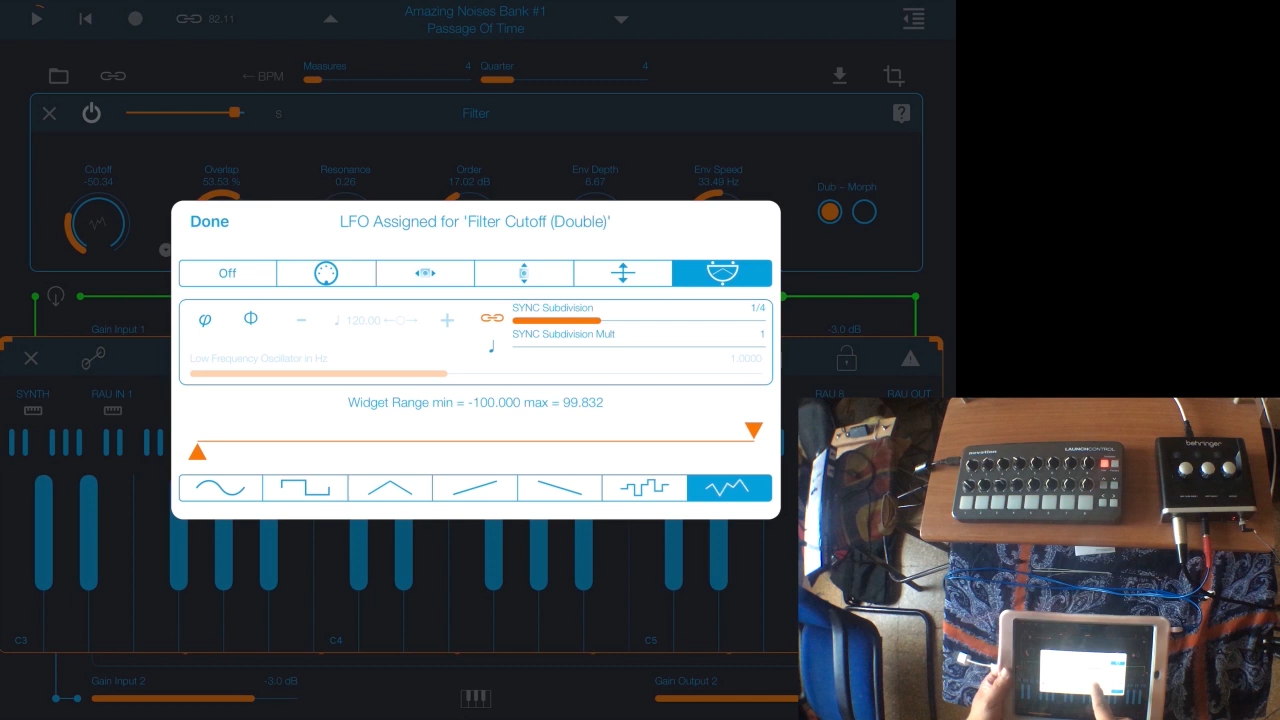 82.11
Amazing Noises Bank #1
Passage Of Time
← BPM
Measures 4
Quarter 4
S
Filter
Cutoff
-50.34
Overlap
53.53 %
Resonance
0.26
Order
17.02 dB
Env Depth
6.67
Env Speed
33.49 Hz
Dub – Morph
Done
LFO Assigned for 'Filter Cutoff (Double)'
Off
φ Φ − ♩ 120.00 +
SYNC Subdivision 1/4
SYNC Subdivision Mult 1
Low Frequency Oscillator in Hz 1.0000
Widget Range min = -100.000 max = 99.832
Gain Input 1
-3.0 dB
SYNTH
RAU IN 1
RAU 8
RAU OUT
C3
C4
C5
Gain Input 2 -3.0 dB
Gain Output 2
novation
LAUNCHCONTROL
behringer